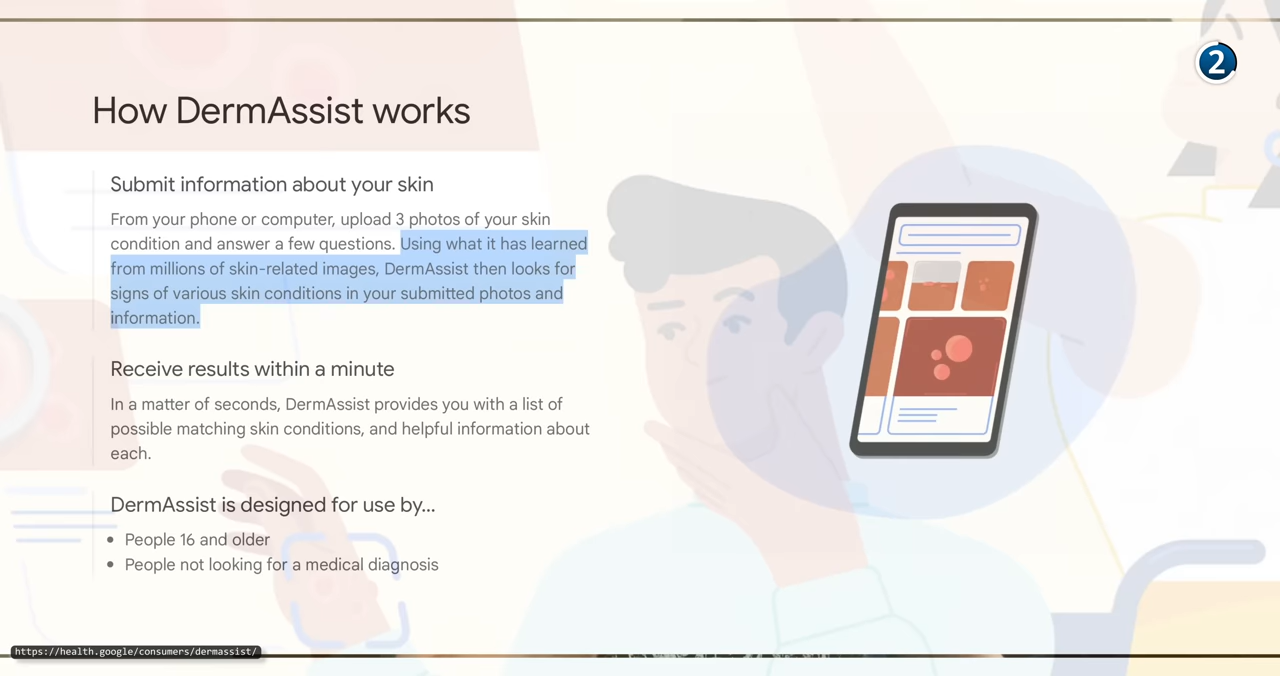 2
How DermAssist works
Submit information about your skin
From your phone or computer, upload 3 photos of your skin
condition and answer a few questions. Using what it has learned
from millions of skin-related images, DermAssist then looks for
signs of various skin conditions in your submitted photos and
information.
Receive results within a minute
In a matter of seconds, DermAssist provides you with a list of
possible matching skin conditions, and helpful information about
each.
DermAssist is designed for use by...
• People 16 and older
• People not looking for a medical diagnosis
https://health.google/consumers/dermassist/